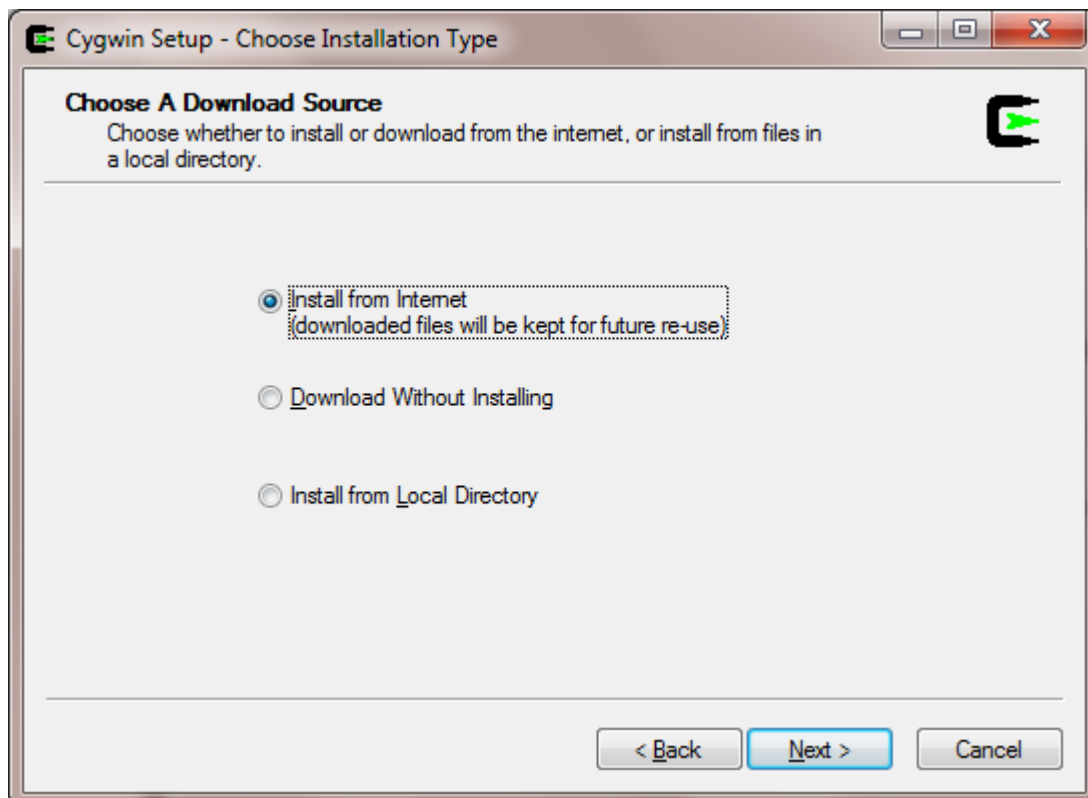 Cygwin Setup - Choose Installation Type
Choose A Download Source
Choose whether to install or download from the internet, or install from files in
a local directory.
Install from Internet
(downloaded files will be kept for future re-use)
Download Without Installing
Install from Local Directory
< Back
Next >
Cancel